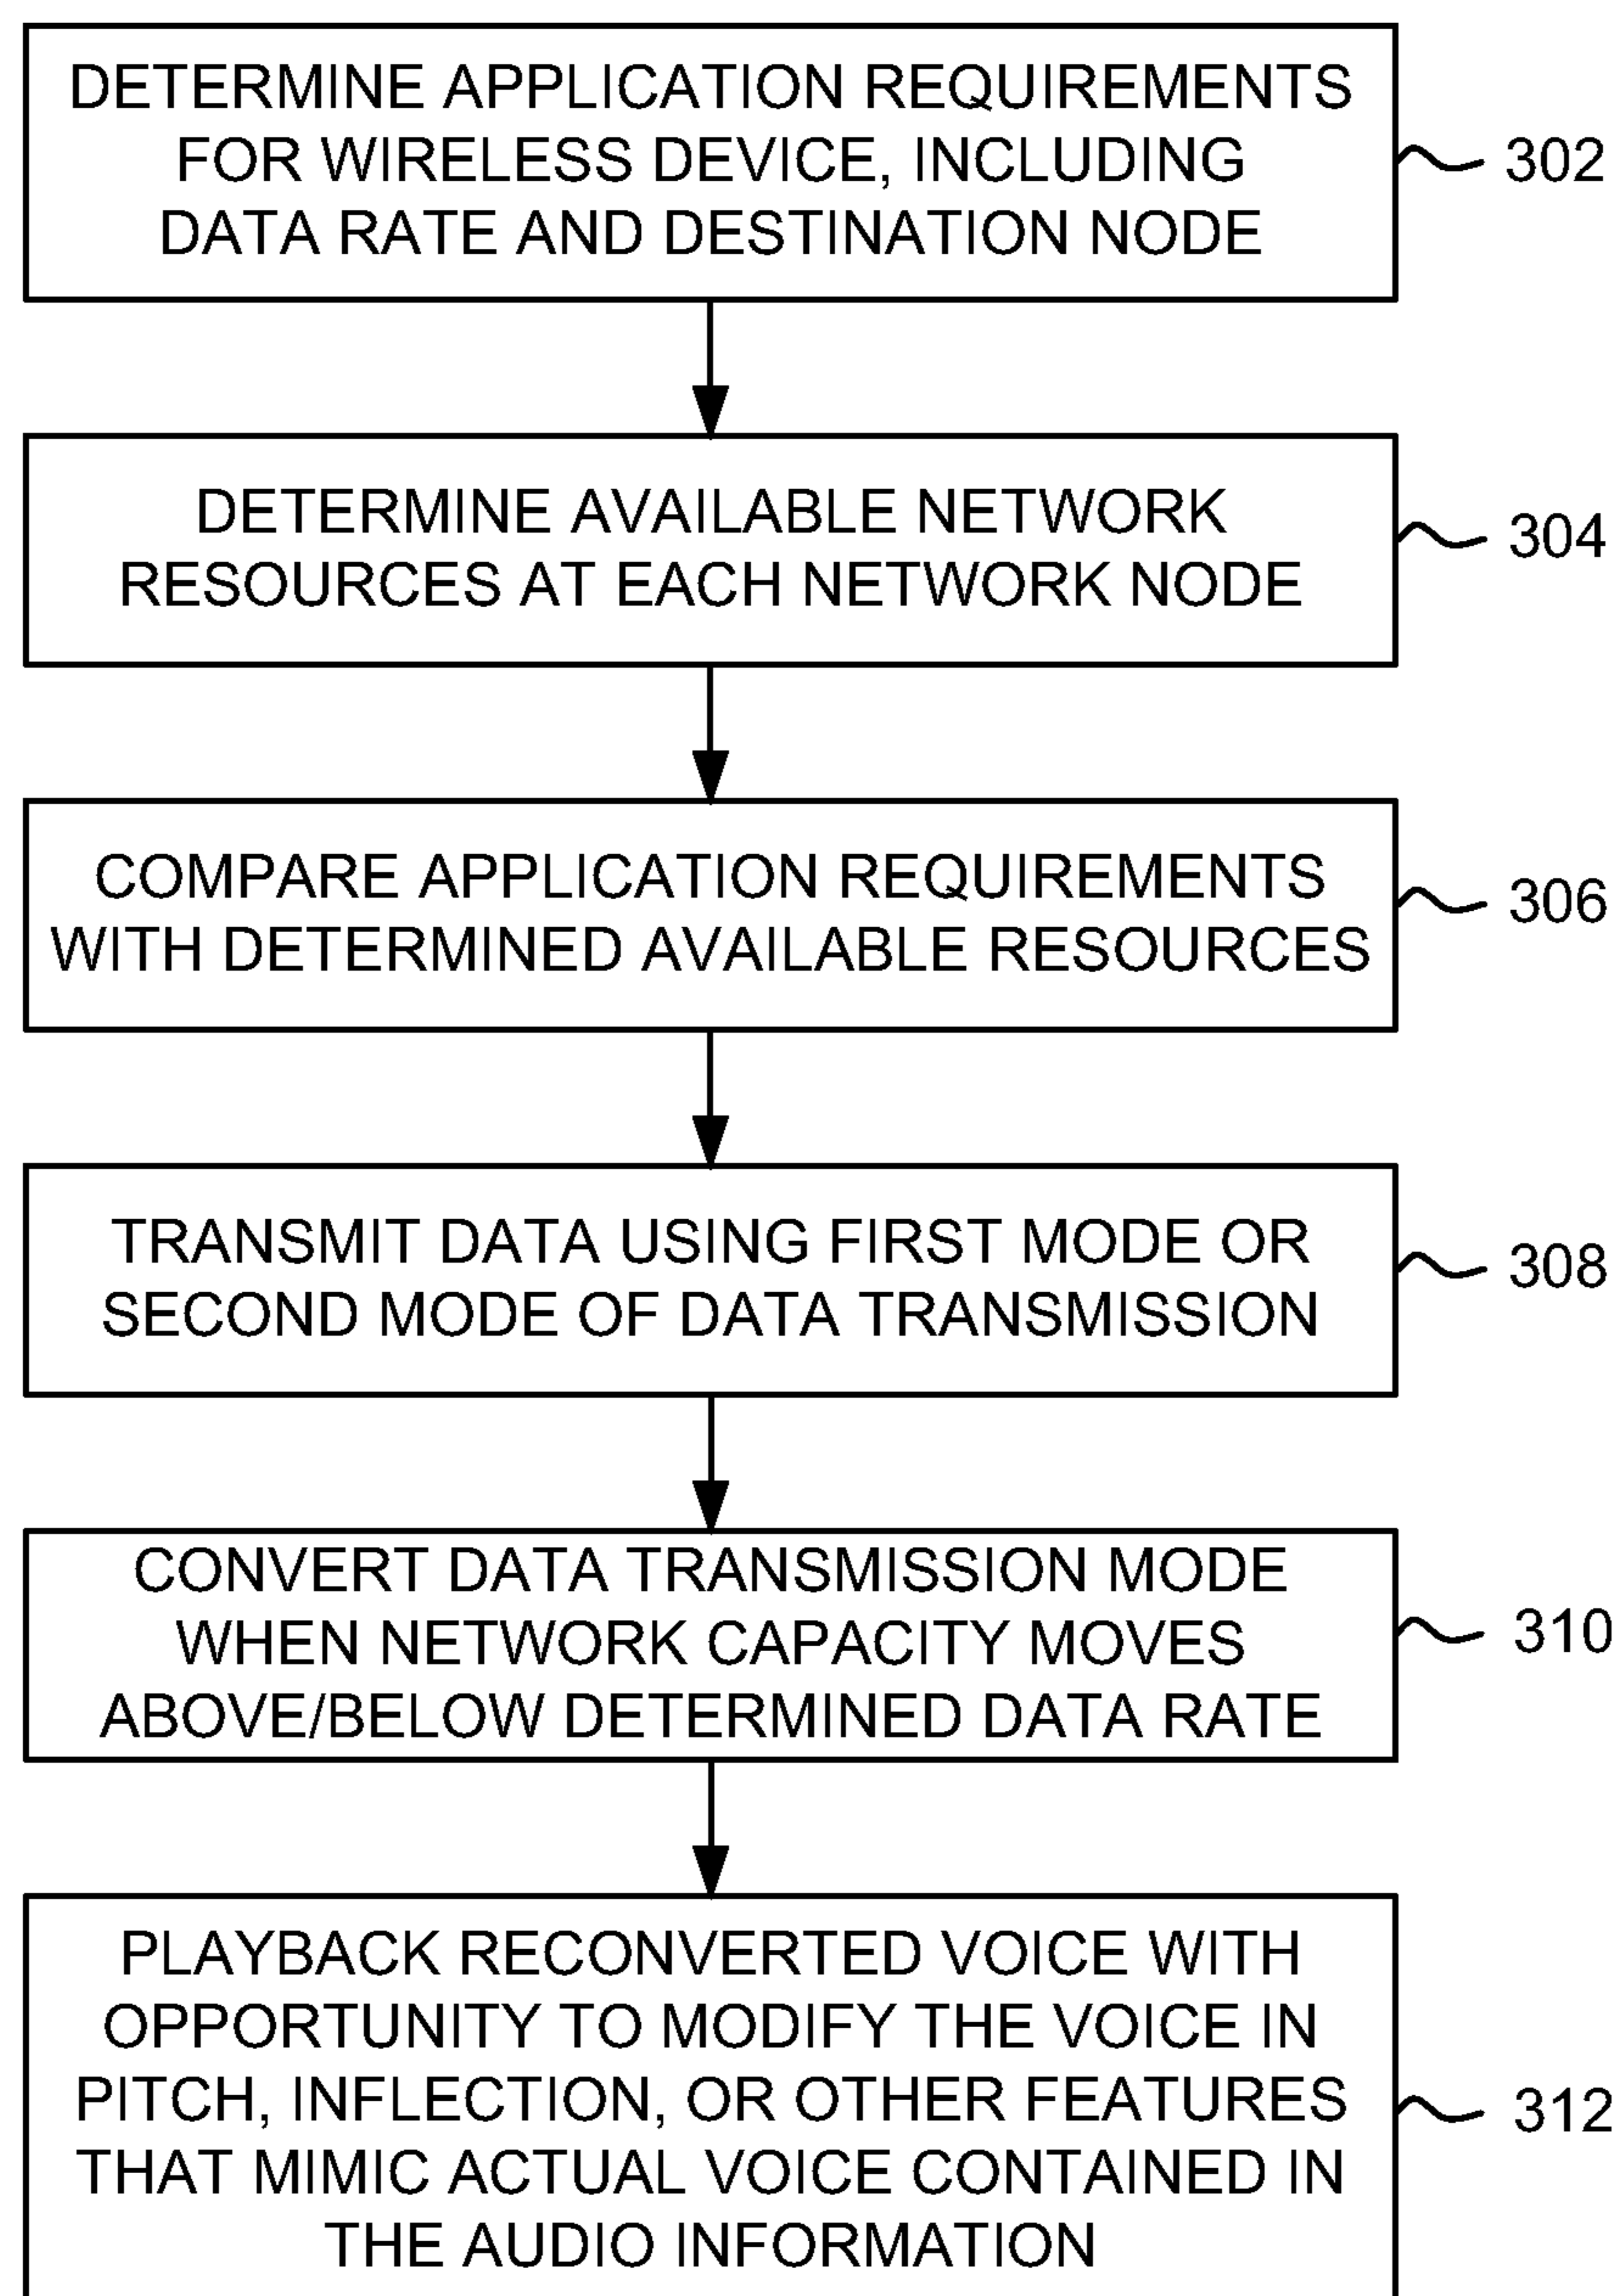 DETERMINE APPLICATION REQUIREMENTS
FOR WIRELESS DEVICE, INCLUDING
DATA RATE AND DESTINATION NODE
302
DETERMINE AVAILABLE NETWORK
RESOURCES AT EACH NETWORK NODE
304
COMPARE APPLICATION REQUIREMENTS
WITH DETERMINED AVAILABLE RESOURCES
306
TRANSMIT DATA USING FIRST MODE OR
SECOND MODE OF DATA TRANSMISSION
308
CONVERT DATA TRANSMISSION MODE
WHEN NETWORK CAPACITY MOVES
ABOVE/BELOW DETERMINED DATA RATE
310
PLAYBACK RECONVERTED VOICE WITH
OPPORTUNITY TO MODIFY THE VOICE IN
PITCH, INFLECTION, OR OTHER FEATURES
THAT MIMIC ACTUAL VOICE CONTAINED IN
THE AUDIO INFORMATION
312